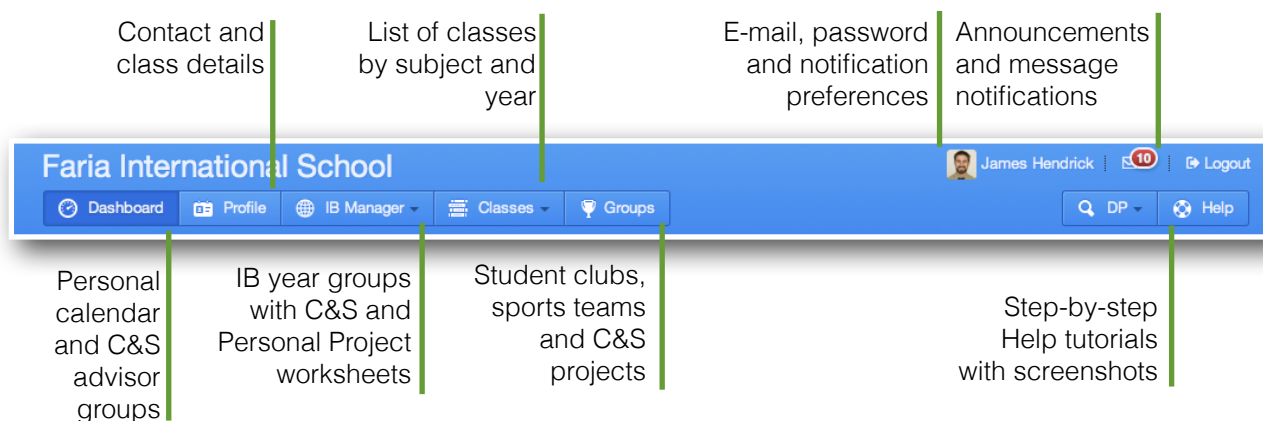 Contact and
class details
List of classes
by subject and
year
E-mail, password
and notification
preferences
Announcements
and message
notifications
Faria International School
James Hendrick
10
Logout
Dashboard
Profile
IB Manager
Classes
Groups
DP
Help
Personal
calendar
and C&S
advisor
groups
IB year groups
with C&S and
Personal Project
worksheets
Student clubs,
sports teams
and C&S
projects
Step-by-step
Help tutorials
with screenshots